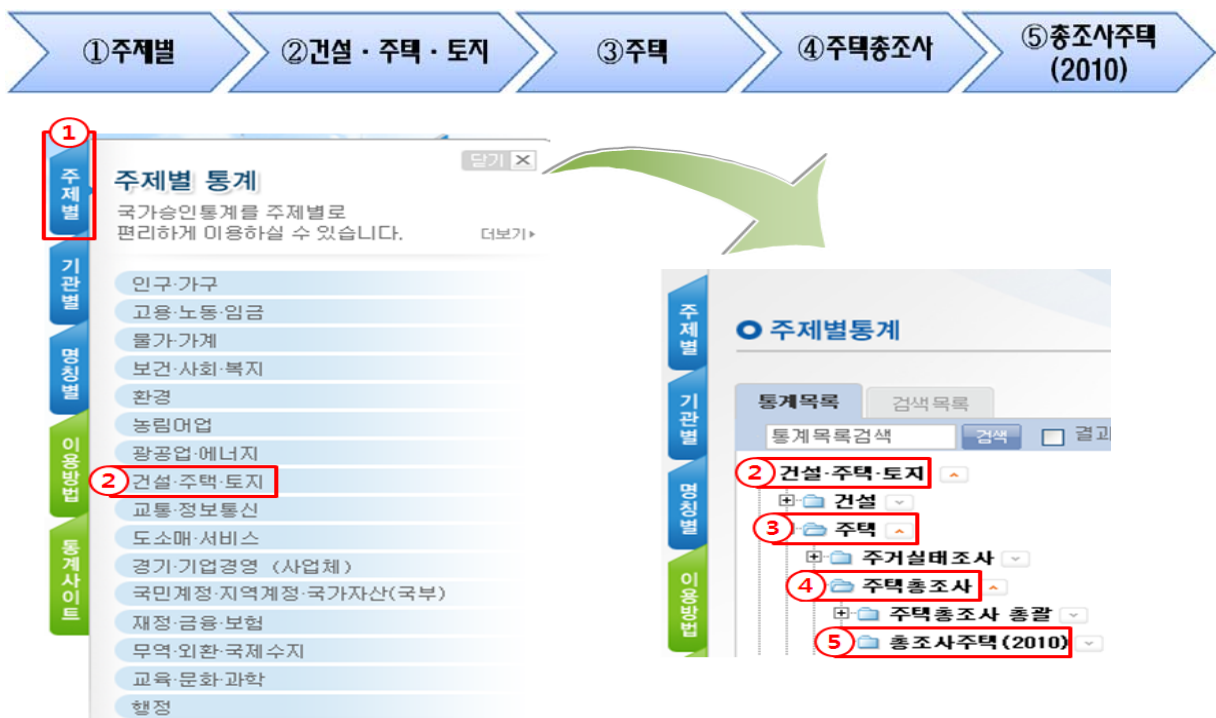 ①주제별
②건설・주택・토지
③주택
④주택총조사
⑤총조사주택
(2010)
1
주제별
기관별
명칭별
이용방법
통계사이트
닫기 X
주제별 통계
국가승인통계를 주제별로
편리하게 이용하실 수 있습니다.
더보기
인구·가구
고용·노동·임금
물가·가계
보건·사회·복지
환경
농림어업
광공업·에너지
2 건설·주택·토지
교통·정보통신
도소매·서비스
경기·기업경영 (사업체)
국민계정·지역계정·국가자산(국부)
재정·금융·보험
무역·외환·국제수지
교육·문화·과학
행정
주제별
기관별
명칭별
이용방법
주제별통계
통계목록 검색목록
통계목록검색 검색 결과
2 건설·주택·토지
건설
3 주택
주거실태조사
4 주택총조사
주택총조사 총괄
5 총조사주택(2010)